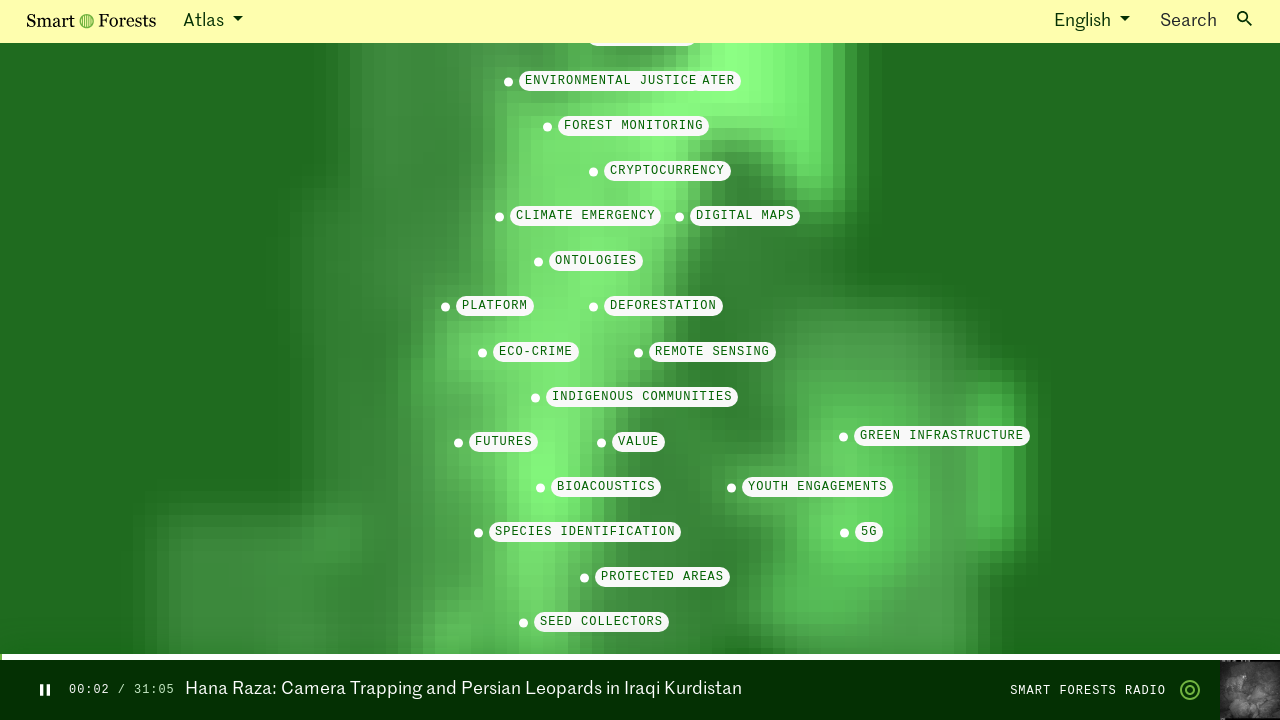 Smart Forests
Atlas
English
Search
ENVIRONMENTAL JUSTICE ATER
FOREST MONITORING
CRYPTOCURRENCY
CLIMATE EMERGENCY
DIGITAL MAPS
ONTOLOGIES
PLATFORM
DEFORESTATION
ECO-CRIME
REMOTE SENSING
INDIGENOUS COMMUNITIES
GREEN INFRASTRUCTURE
FUTURES
VALUE
BIOACOUSTICS
YOUTH ENGAGEMENTS
SPECIES IDENTIFICATION
5G
PROTECTED AREAS
SEED COLLECTORS
00:02 / 31:05
Hana Raza: Camera Trapping and Persian Leopards in Iraqi Kurdistan
SMART FORESTS RADIO